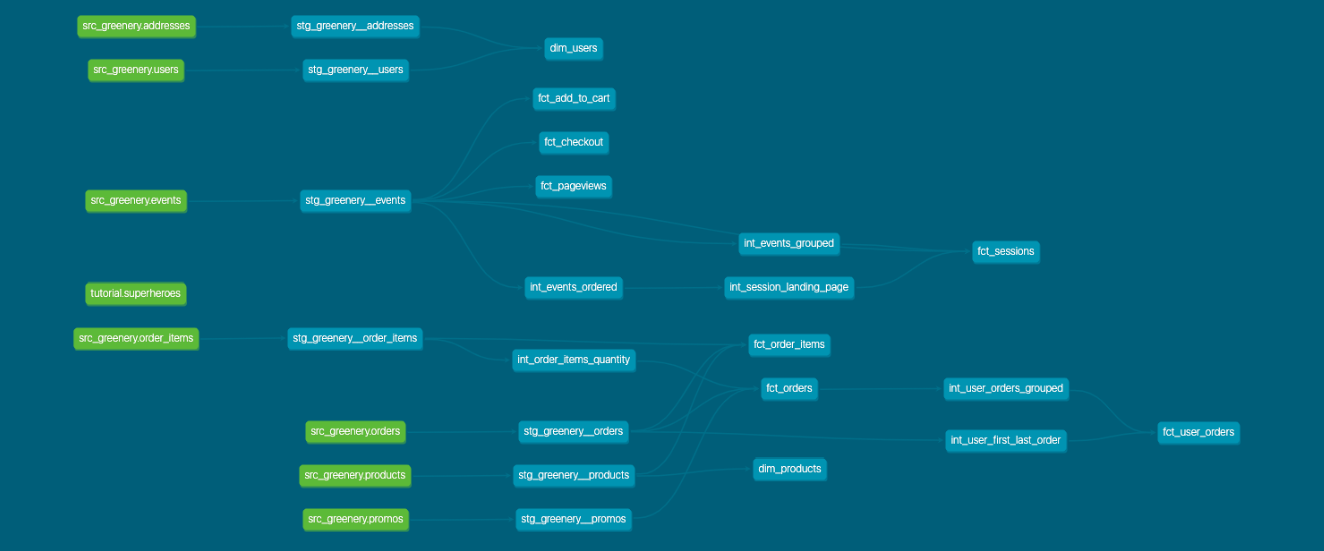 src_greenery.addresses
stg_greenery__addresses
dim_users
src_greenery.users
stg_greenery__users
fct_add_to_cart
fct_checkout
fct_pageviews
src_greenery.events
stg_greenery__events
int_events_grouped
fct_sessions
int_events_ordered
int_session_landing_page
tutorial.superheroes
src_greenery.order_items
stg_greenery__order_items
fct_order_items
int_order_items_quantity
fct_orders
int_user_orders_grouped
src_greenery.orders
stg_greenery__orders
int_user_first_last_order
fct_user_orders
src_greenery.products
stg_greenery__products
dim_products
src_greenery.promos
stg_greenery__promos